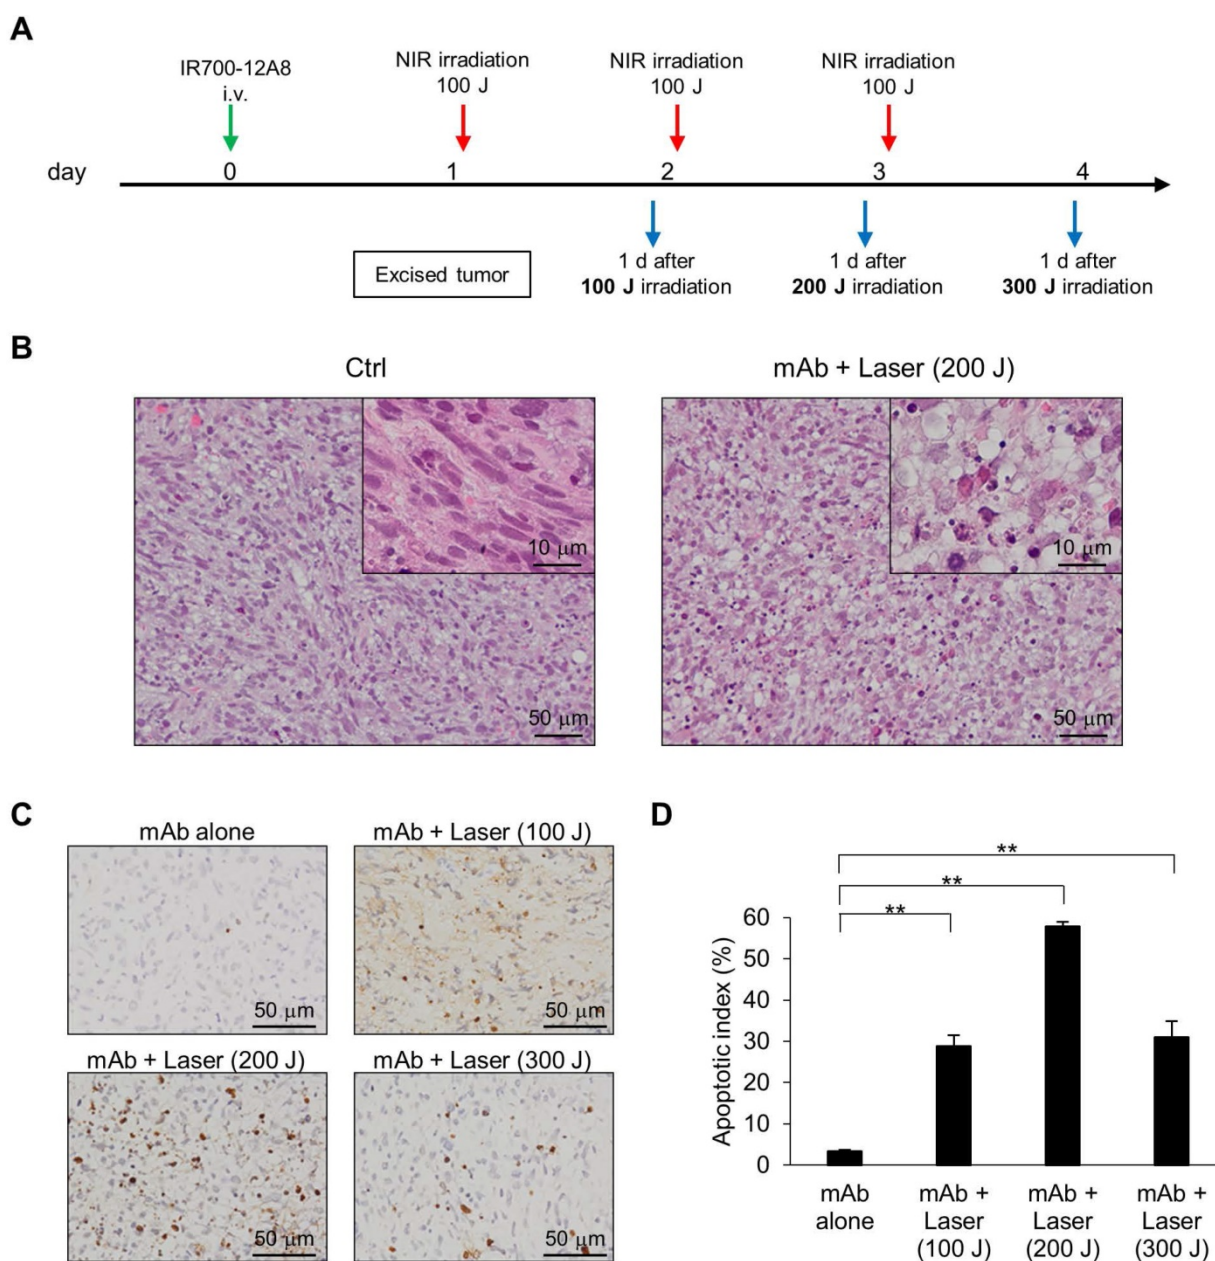 A
IR700-12A8
i.v.
NIR irradiation
100 J
NIR irradiation
100 J
NIR irradiation
100 J
day
0
1
2
3
4
Excised tumor
1 d after
100 J irradiation
1 d after
200 J irradiation
1 d after
300 J irradiation
B
Ctrl
mAb + Laser (200 J)
10 μm
50 μm
10 μm
50 μm
C
mAb alone
mAb + Laser (100 J)
50 μm
50 μm
mAb + Laser (200 J)
mAb + Laser (300 J)
50 μm
50 μm
D
**
**
**
Apoptotic index (%)
60
50
40
30
20
10
0
mAb
alone
mAb +
Laser
(100 J)
mAb +
Laser
(200 J)
mAb +
Laser
(300 J)